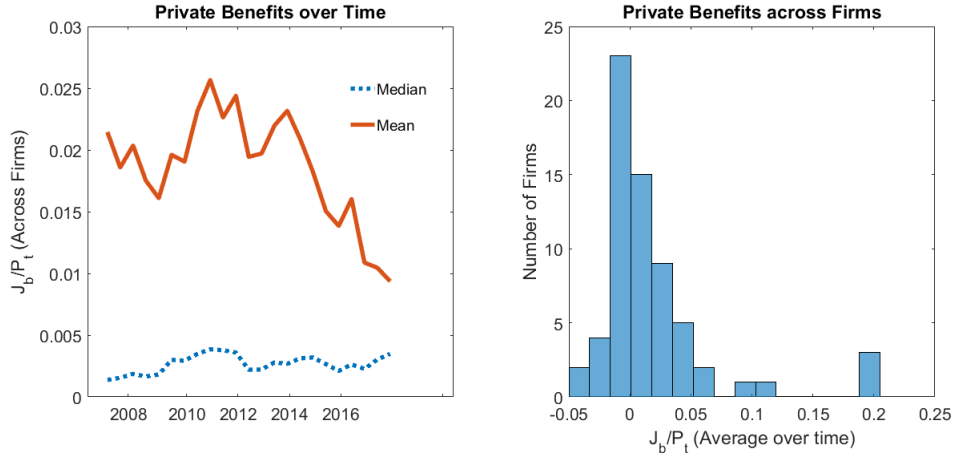 Private Benefits over Time
0.03
0.025
0.02
0.015
0.01
0.005
0
J_b/P_t (Across Firms)
Median
Mean
2008 2010 2012 2014 2016
Private Benefits across Firms
25
20
15
10
5
0
Number of Firms
-0.05 0 0.05 0.1 0.15 0.2 0.25
J_b/P_t (Average over time)